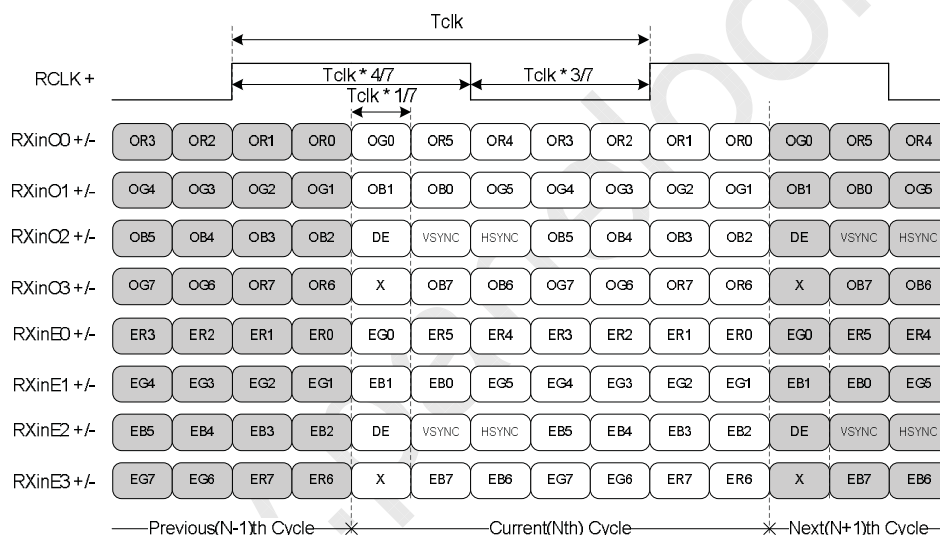 Tclk
RCLK +
Tclk * 4/7
Tclk * 3/7
Tclk * 1/7
RXinO0 +/- OR3 OR2 OR1 OR0 OG0 OR5 OR4 OR3 OR2 OR1 OR0 OG0 OR5 OR4
RXinO1 +/- OG4 OG3 OG2 OG1 OB1 OB0 OG5 OG4 OG3 OG2 OG1 OB1 OB0 OG5
RXinO2 +/- OB5 OB4 OB3 OB2 DE VSYNC HSYNC OB5 OB4 OB3 OB2 DE VSYNC HSYNC
RXinO3 +/- OG7 OG6 OR7 OR6 X OB7 OB6 OG7 OG6 OR7 OR6 X OB7 OB6
RXinE0 +/- ER3 ER2 ER1 ER0 EG0 ER5 ER4 ER3 ER2 ER1 ER0 EG0 ER5 ER4
RXinE1 +/- EG4 EG3 EG2 EG1 EB1 EB0 EG5 EG4 EG3 EG2 EG1 EB1 EB0 EG5
RXinE2 +/- EB5 EB4 EB3 EB2 DE VSYNC HSYNC EB5 EB4 EB3 EB2 DE VSYNC HSYNC
RXinE3 +/- EG7 EG6 ER7 ER6 X EB7 EB6 EG7 EG6 ER7 ER6 X EB7 EB6
Previous(N-1)th Cycle Current(Nth) Cycle Next(N+1)th Cycle